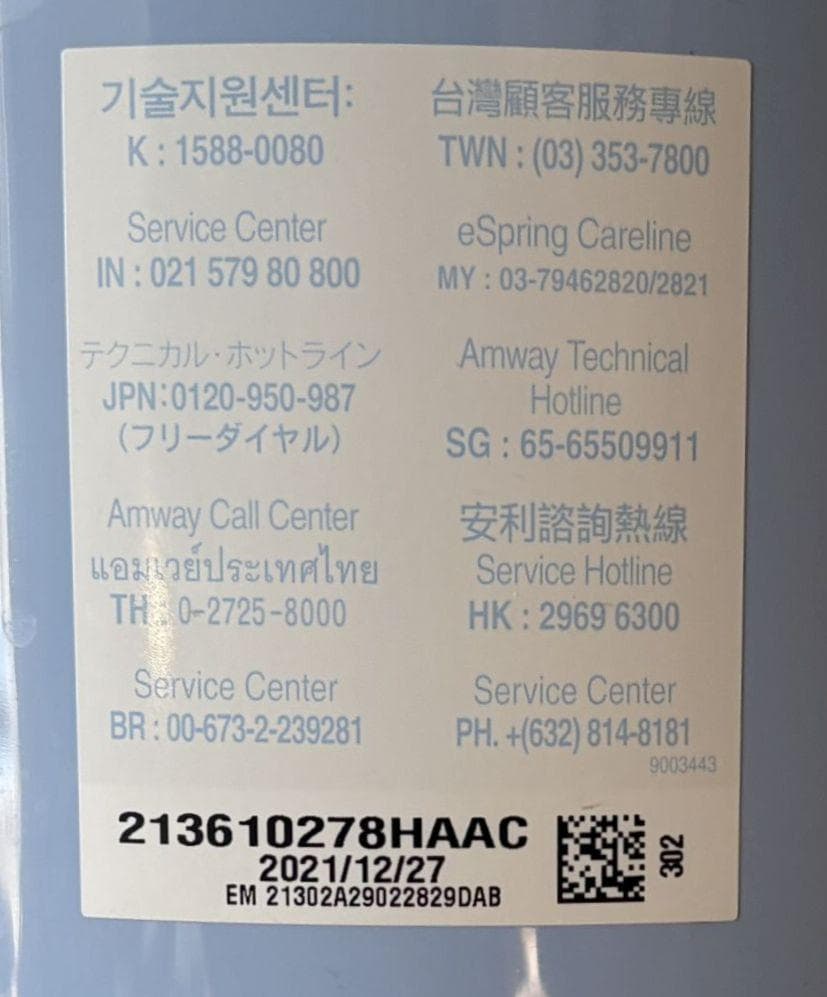 기술지원센터:
K : 1588-0080
Service Center
IN : 021 579 80 800
テクニカル・ホットライン
JPN:0120-950-987
(フリーダイヤル)
Amway Call Center
แอมเวย์ประเทศไทย
TH : 0-2725-8000
Service Center
BR : 00-673-2-239281
台灣顧客服務專線
TWN : (03) 353-7800
eSpring Careline
MY : 03-79462820/2821
Amway Technical
Hotline
SG : 65-65509911
安利諮詢熱線
Service Hotline
HK : 2969 6300
Service Center
PH. +(632) 814-8181
9003443
213610278HAAC
2021/12/27
EM 21302A29022829DAB
302